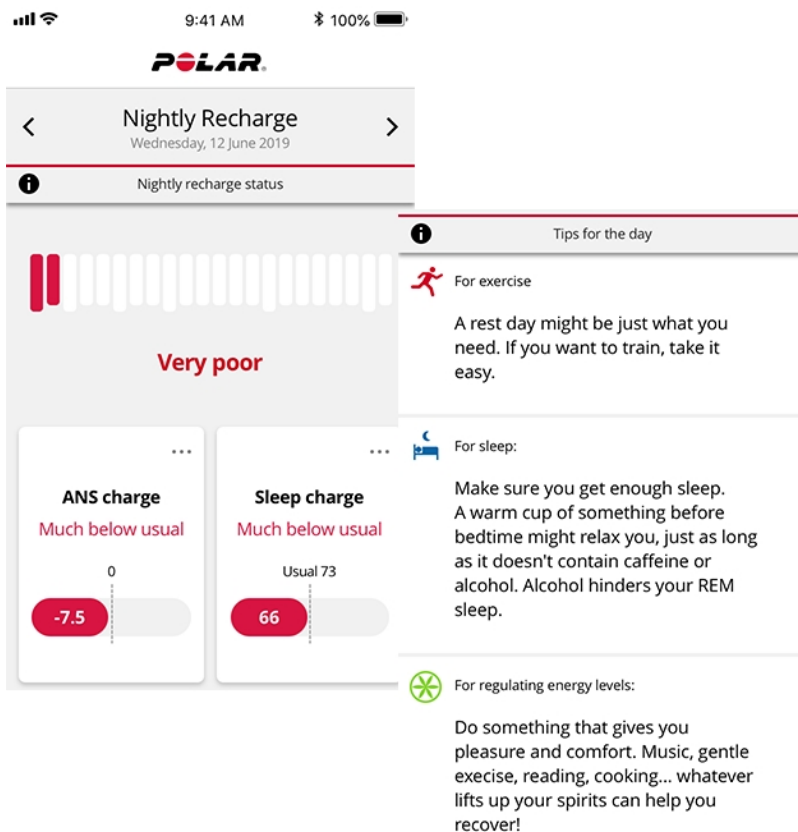 9:41 AM
100%
POLAR
Nightly Recharge
Wednesday, 12 June 2019
Nightly recharge status
Very poor
ANS charge
Much below usual
0
-7.5
Sleep charge
Much below usual
Usual 73
66
Tips for the day
For exercise
A rest day might be just what you
need. If you want to train, take it
easy.
For sleep:
Make sure you get enough sleep.
A warm cup of something before
bedtime might relax you, just as long
as it doesn't contain caffeine or
alcohol. Alcohol hinders your REM
sleep.
For regulating energy levels:
Do something that gives you
pleasure and comfort. Music, gentle
execise, reading, cooking... whatever
lifts up your spirits can help you
recover!